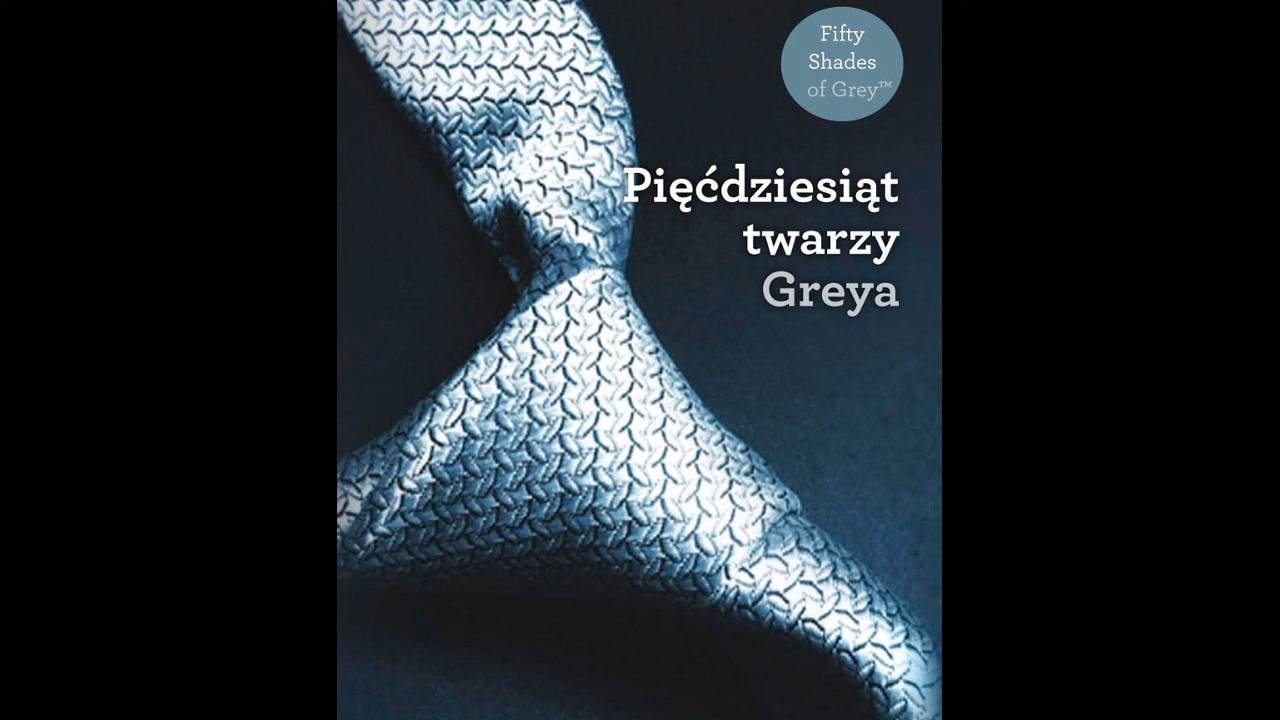 Fifty
Shades
of Grey™
Pięćdziesiąt
twarzy
Greya